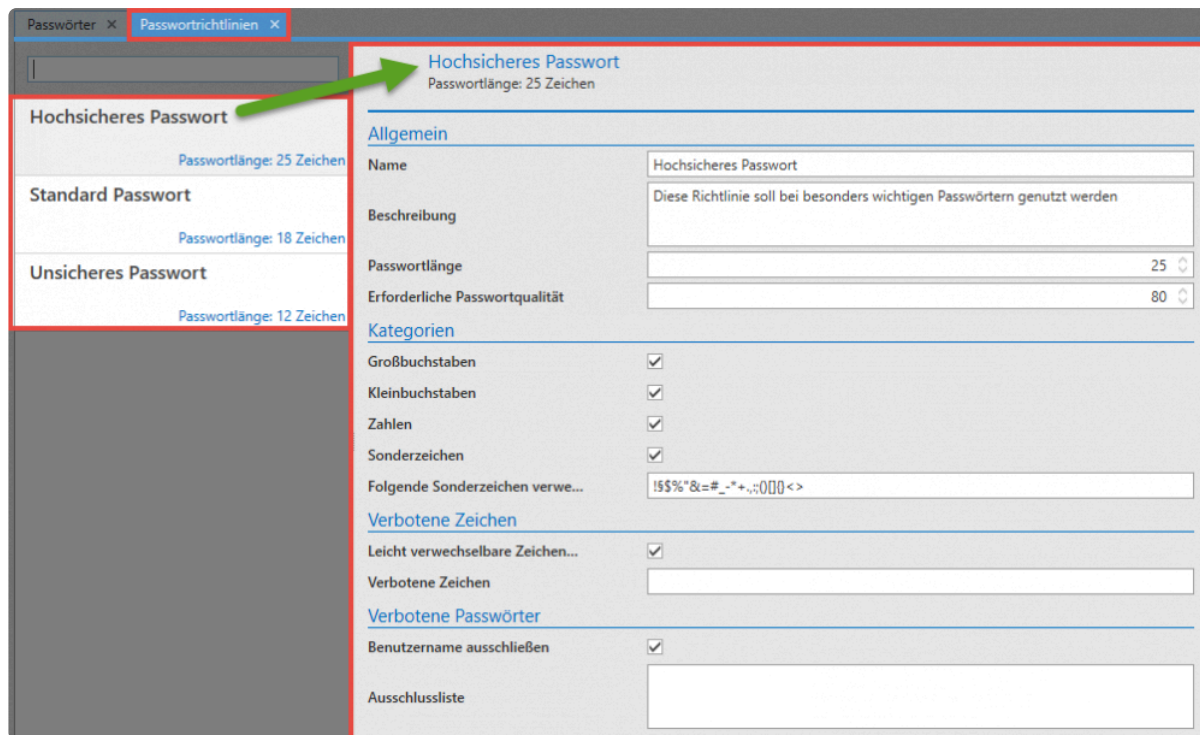 Passwörter ×
Passwortrichtlinien ×
Hochsicheres Passwort
Passwortlänge: 25 Zeichen
Standard Passwort
Passwortlänge: 18 Zeichen
Unsicheres Passwort
Passwortlänge: 12 Zeichen
Hochsicheres Passwort
Passwortlänge: 25 Zeichen
Allgemein
Name Hochsicheres Passwort
Beschreibung Diese Richtlinie soll bei besonders wichtigen Passwörtern genutzt werden
Passwortlänge 25
Erforderliche Passwortqualität 80
Kategorien
Großbuchstaben
Kleinbuchstaben
Zahlen
Sonderzeichen
Folgende Sonderzeichen verwe... !§$%"&=#_-*+.,:;()[]{}<>
Verbotene Zeichen
Leicht verwechselbare Zeichen...
Verbotene Zeichen
Verbotene Passwörter
Benutzername ausschließen
Ausschlussliste